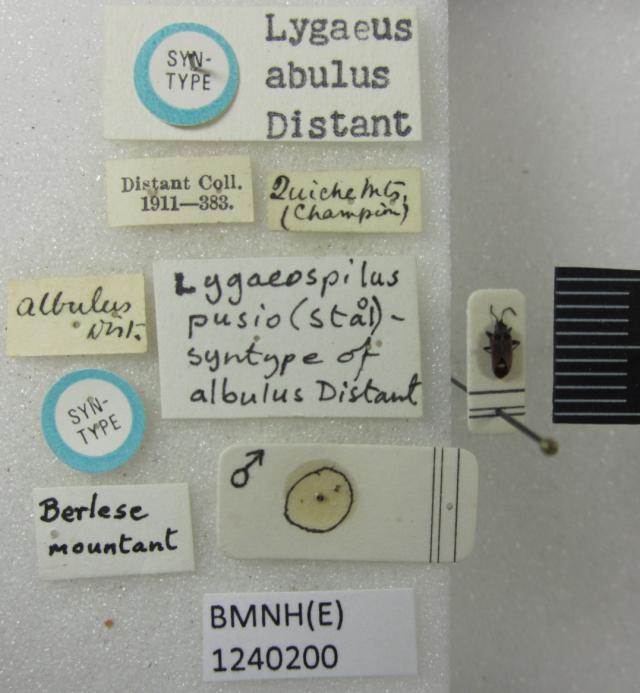 SYN-
TYPE
Lygaeus
abulus
Distant
Distant Coll.
1911—383.
Quiche Mts.
(Champion)
albulus
Dist.
Lygaeospilus
pusio (Stål) -
syntype of
albulus Distant
SYN-
TYPE
♂
Berlese
mountant
BMNH(E)
1240200